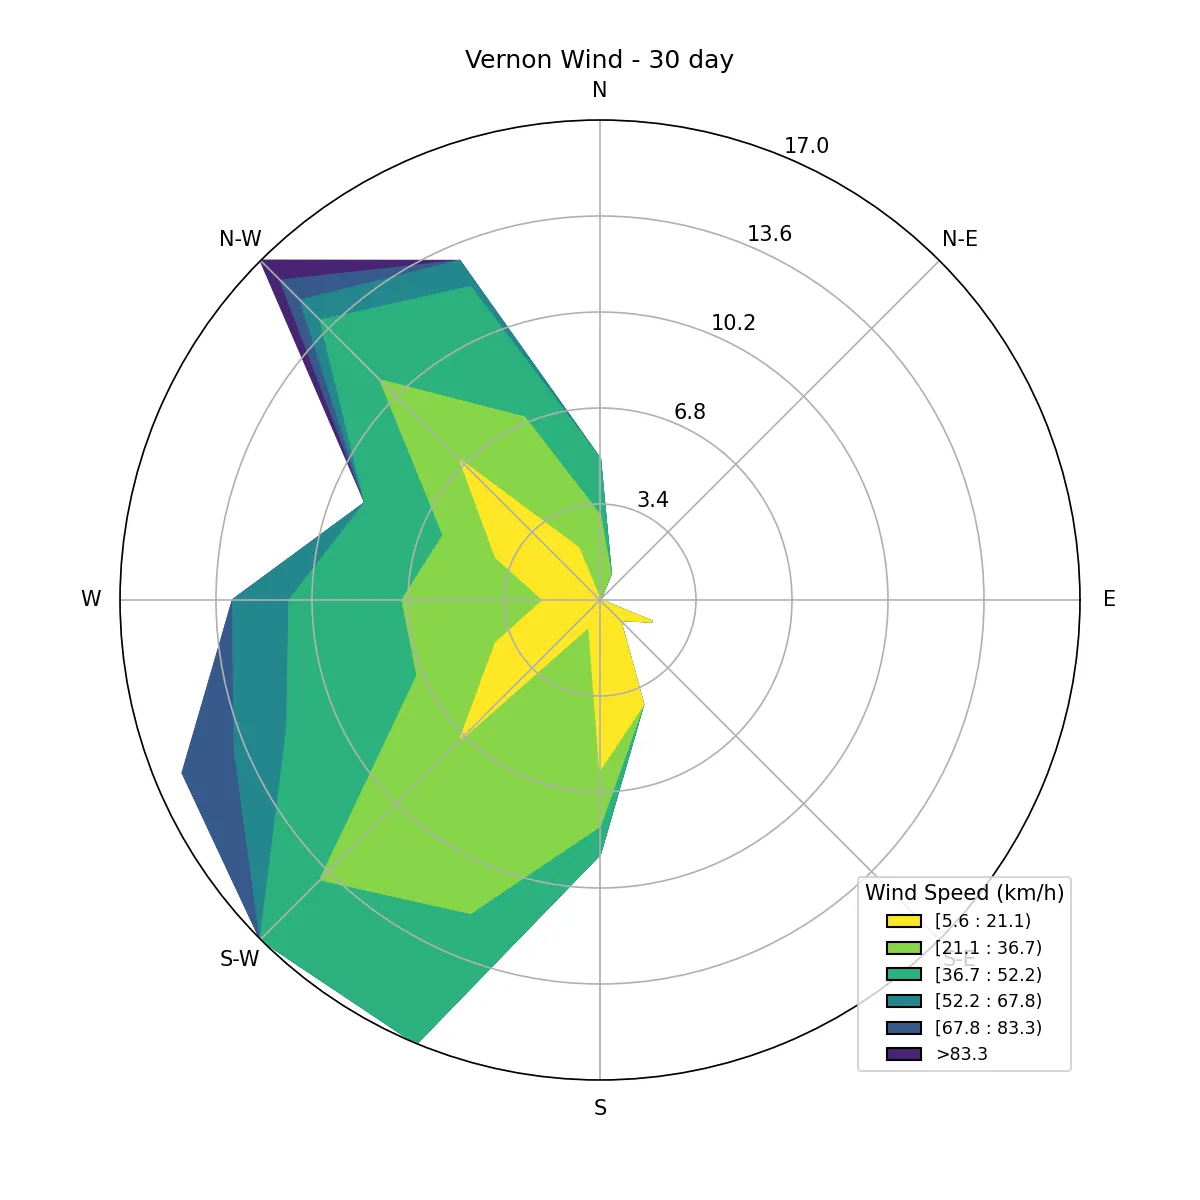 Vernon Wind - 30 day
N
17.0
13.6
N-W
N-E
10.2
6.8
3.4
W
E
Wind Speed (km/h)
[5.6 : 21.1)
[21.1 : 36.7)
S-W
S-E
[36.7 : 52.2)
[52.2 : 67.8)
[67.8 : 83.3)
>83.3
S